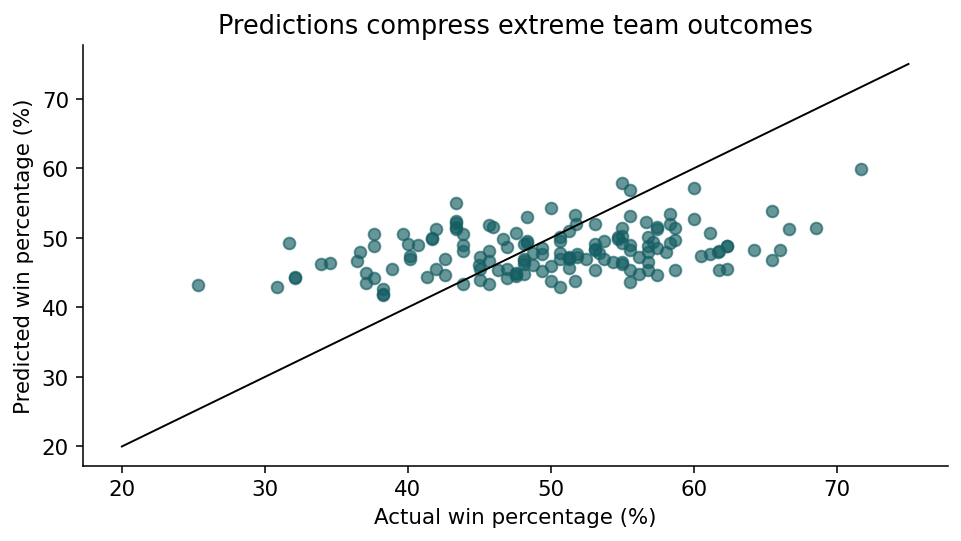 Predictions compress extreme team outcomes
Predicted win percentage (%)
70
60
50
40
30
20
20 30 40 50 60 70
Actual win percentage (%)